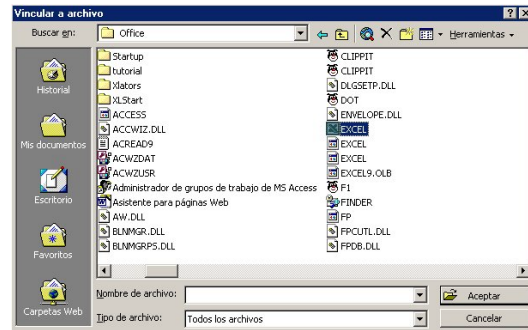 Vincular a archivo
Buscar en: Office Herramientas
Historial
Mis documentos
Escritorio
Favoritos
Carpetas Web
Startup
tutorial
Xlators
XLStart
ACCESS
ACCWIZ.DLL
ACREAD9
ACWZDAT
ACWZUSR
Administrador de grupos de trabajo de MS Access
Asistente para páginas Web
AW.DLL
BLNMGR.DLL
BLNMGRPS.DLL
CLIPPIT
CLIPPIT
DLGSETP.DLL
DOT
ENVELOPE.DLL
EXCEL
EXCEL
EXCEL
EXCEL9.OLB
F1
FINDER
FP
FPCUTL.DLL
FPDB.DLL
Nombre de archivo: Aceptar
Tipo de archivo: Todos los archivos Cancelar